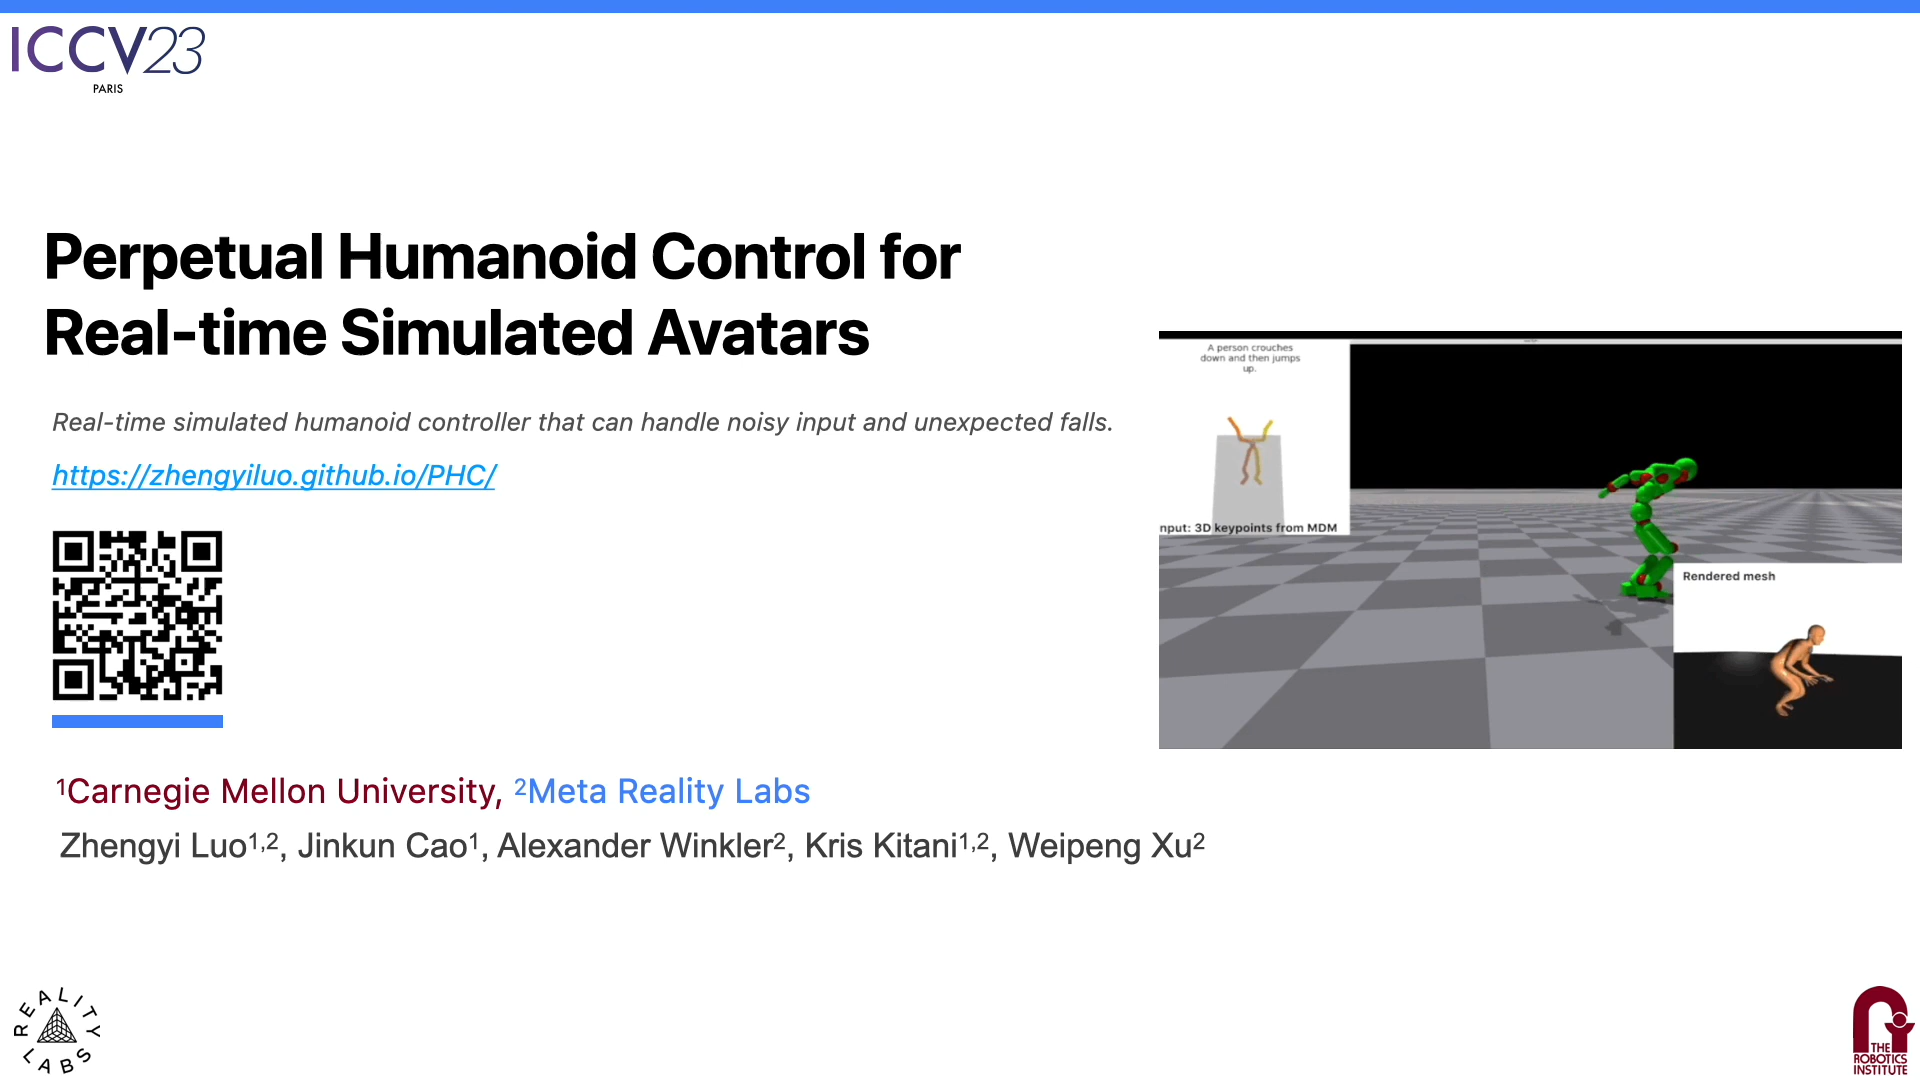 ICCV23
PARIS
Perpetual Humanoid Control for
Real-time Simulated Avatars
Real-time simulated humanoid controller that can handle noisy input and unexpected falls.
https://zhengyiluo.github.io/PHC/
A person crouches
down and then jumps
up.
nput: 3D keypoints from MDM
Rendered mesh
¹Carnegie Mellon University, ²Meta Reality Labs
Zhengyi Luo¹,², Jinkun Cao¹, Alexander Winkler², Kris Kitani¹,², Weipeng Xu²
REALITY LABS
THE
ROBOTICS
INSTITUTE